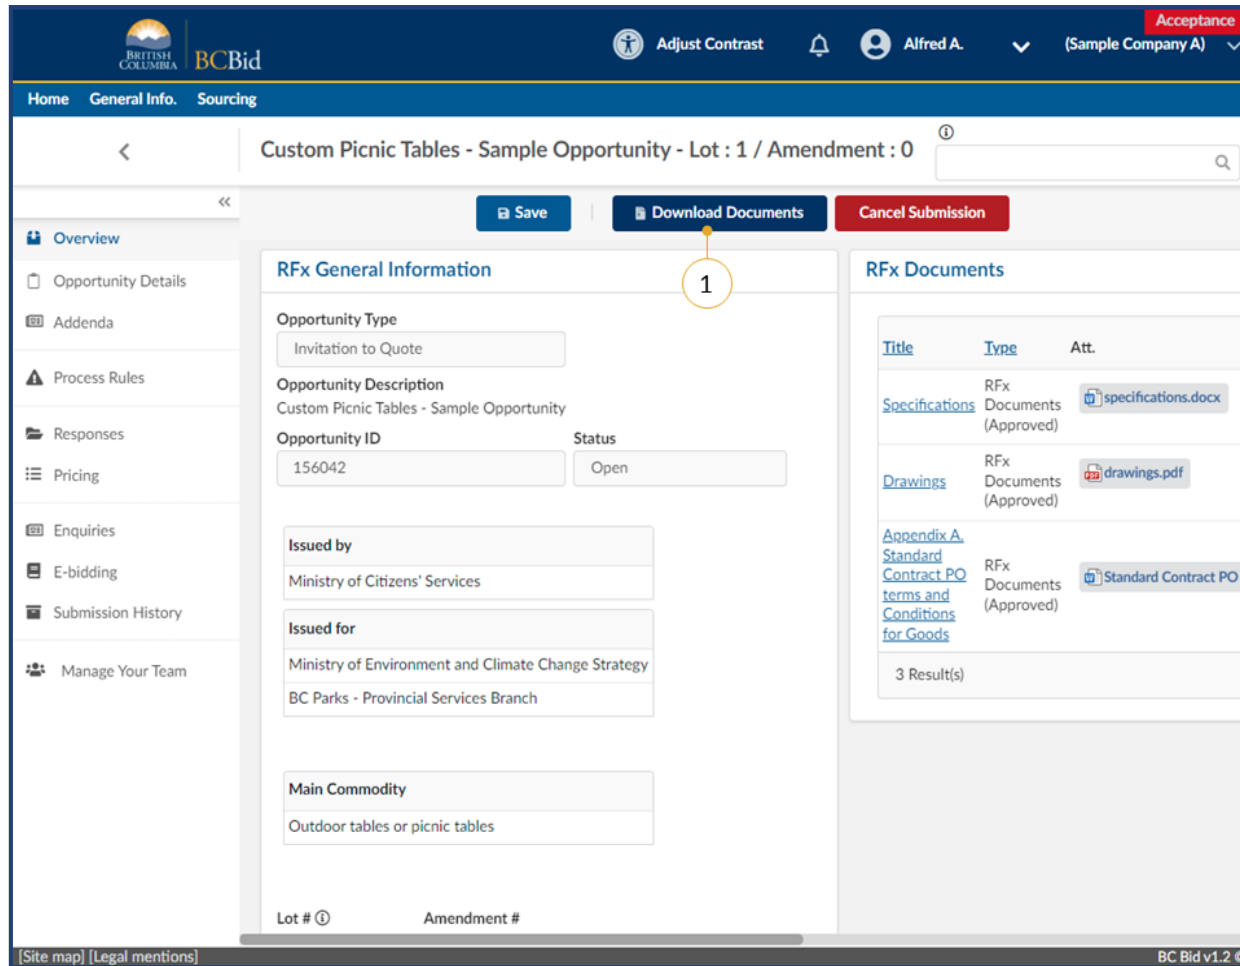 Acceptance
BRITISH
COLUMBIA
BCBid
Adjust Contrast
Alfred A.
(Sample Company A)
Home General Info. Sourcing
Custom Picnic Tables - Sample Opportunity - Lot : 1 / Amendment : 0
Save
Download Documents
Cancel Submission
1
Overview
Opportunity Details
Addenda
Process Rules
Responses
Pricing
Enquiries
E-bidding
Submission History
Manage Your Team
RFx General Information
Opportunity Type
Invitation to Quote
Opportunity Description
Custom Picnic Tables - Sample Opportunity
Opportunity ID Status
156042 Open
Issued by
Ministry of Citizens' Services
Issued for
Ministry of Environment and Climate Change Strategy
BC Parks - Provincial Services Branch
Main Commodity
Outdoor tables or picnic tables
Lot # Amendment #
RFx Documents
Title Type Att.
Specifications
RFx
Documents
(Approved)
specifications.docx
Drawings
RFx
Documents
(Approved)
drawings.pdf
Appendix A.
Standard
Contract PO
terms and
Conditions
for Goods
RFx
Documents
(Approved)
Standard Contract PO
3 Result(s)
[Site map] [Legal mentions]
BC Bid v1.2 ©